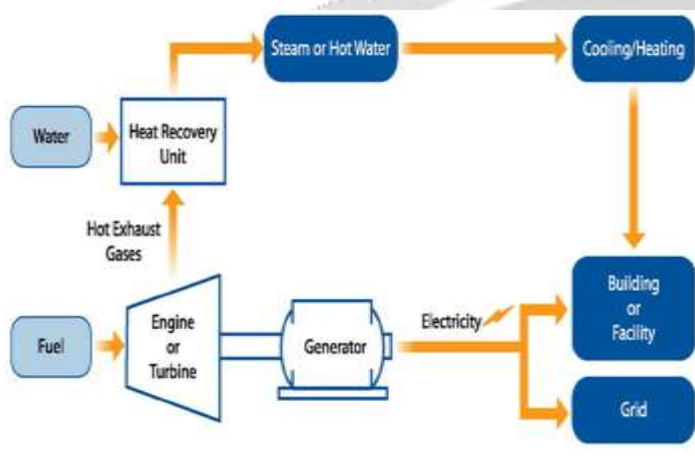 Steam or Hot Water
Cooling/Heating
Water
Heat Recovery
Unit
Hot Exhaust
Gases
Building
or
Facility
Fuel
Engine
or
Turbine
Generator
Electricity
Grid